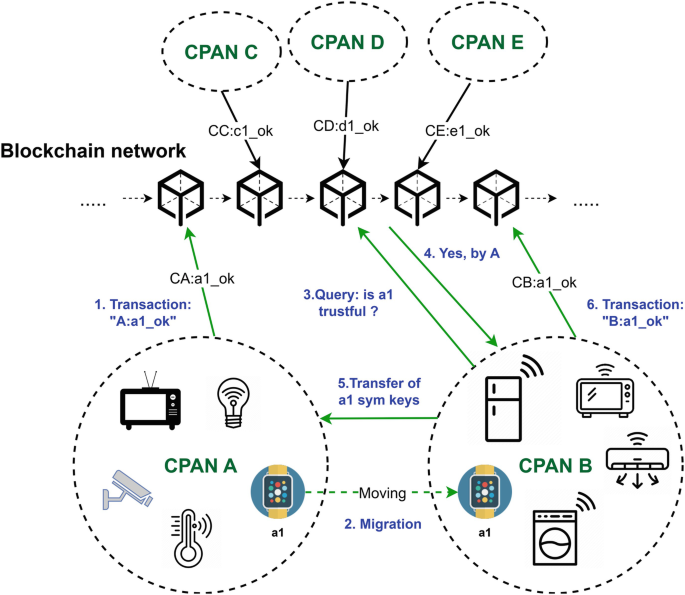 CPAN C
CPAN D
CPAN E
CC:c1_ok
CD:d1_ok
CE:e1_ok
Blockchain network
.....
.....
CA:a1_ok
4. Yes, by A
CB:a1_ok
1. Transaction:
"A:a1_ok"
3.Query: is a1
trustful ?
6. Transaction:
"B:a1_ok"
5.Transfer of
a1 sym keys
CPAN A
CPAN B
Moving
2. Migration
a1
a1